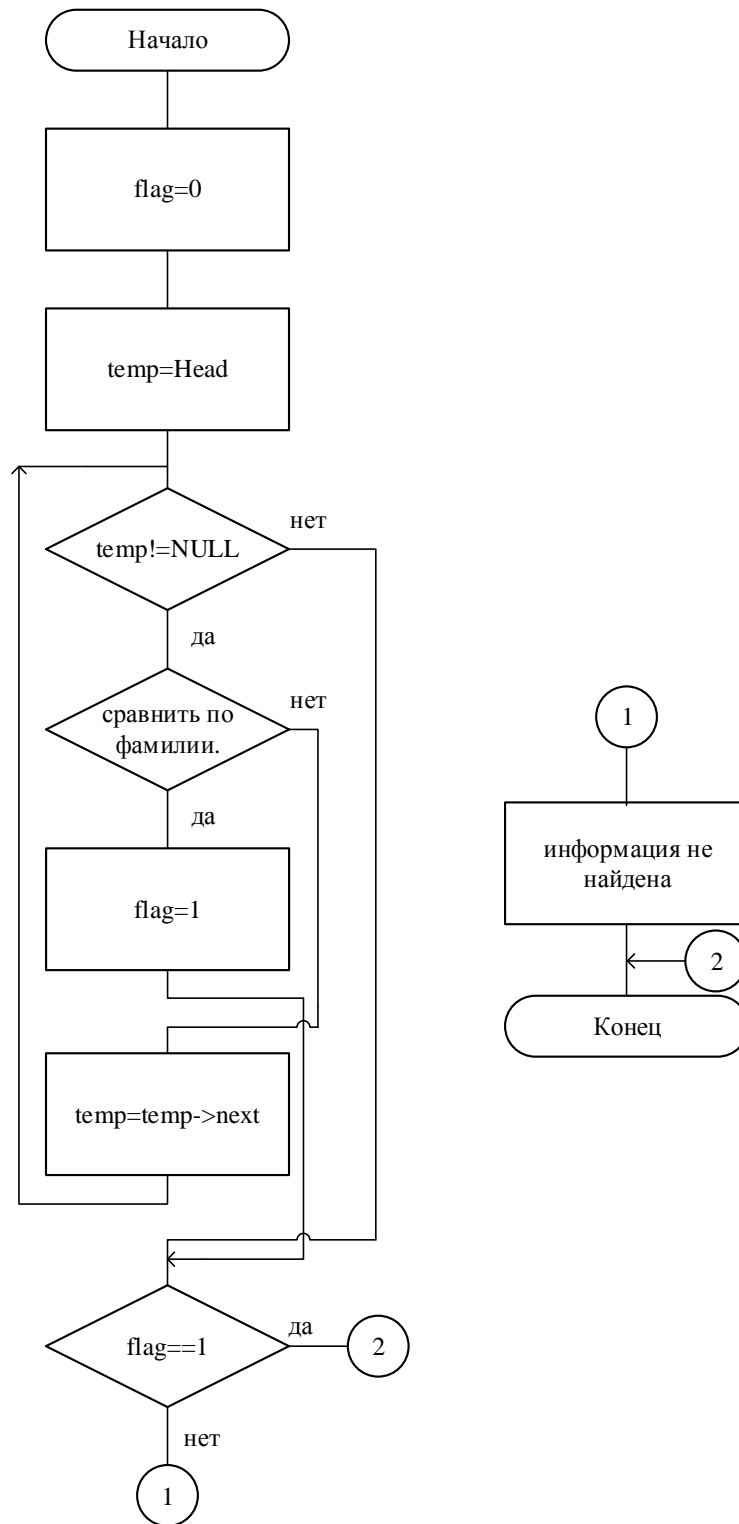 Начало
flag=0
temp=Head
temp!=NULL
нет
да
сравнить по
фамилии.
нет
да
flag=1
temp=temp->next
flag==1
да
2
нет
1
1
информация не
найдена
2
Конец